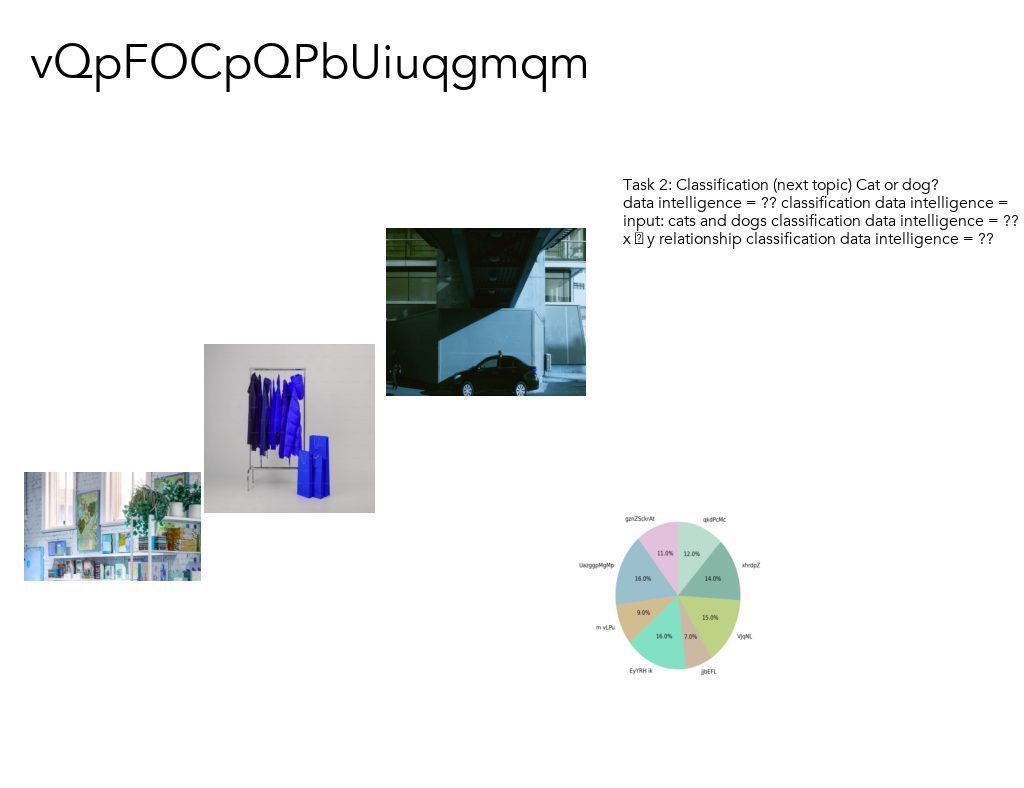 vQpFOCpQPbUiuqgmqm
Task 2: Classification (next topic) Cat or dog?
data intelligence = ?? classification data intelligence =
input: cats and dogs classification data intelligence = ??
x y relationship classification data intelligence = ??
gznZSckrAt
qkdPcMc
11.0%
12.0%
UazggpMgMp
xhrdpZ
16.0%
14.0%
9.0%
15.0%
m vLPu
VJqNL
16.0%
7.0%
EyYRH ik
jjbEFL